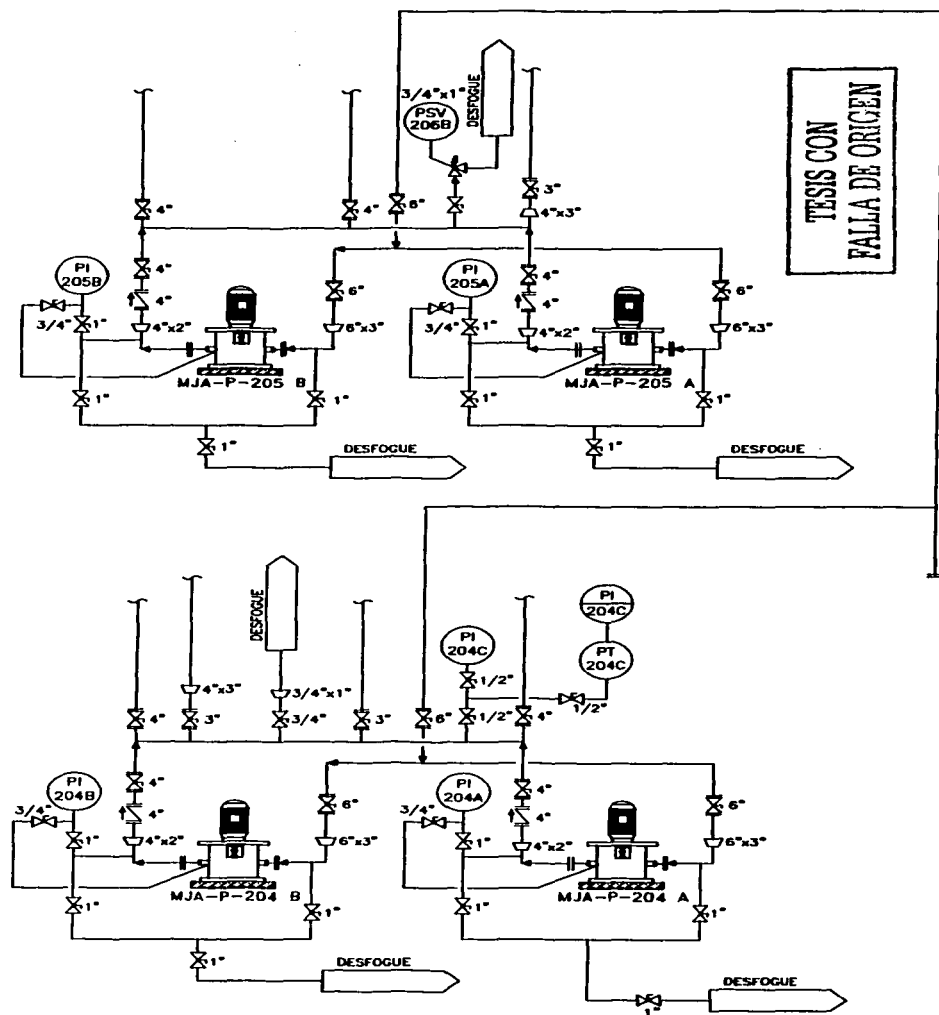 3/4"x1"
PSV
206B
DESFOGUE
TESIS CON
FALLA DE ORIGEN
4"
4"
6"
3"
4"x3"
PI
205B
4"
3/4"
1"
4"
4"x2"
6"
6"x3"
MJA-P-205 B
1"
1"
1"
DESFOGUE
PI
205A
4"
3/4"
1"
4"
4"x2"
6"
6"x3"
MJA-P-205 A
1"
1"
1"
DESFOGUE
DESFOGUE
4"x3"
3/4"x1"
4"
3"
3/4"
3"
6"
PI
204C
1/2"
1/2"
4"
PI
204C
PT
204C
1/2"
PI
204B
3/4"
1"
4"
4"
4"x2"
6"
6"x3"
MJA-P-204 B
1"
1"
1"
DESFOGUE
PI
204A
3/4"
1"
4"
4"
4"x2"
6"
6"x3"
MJA-P-204 A
1"
1"
DESFOGUE
1"